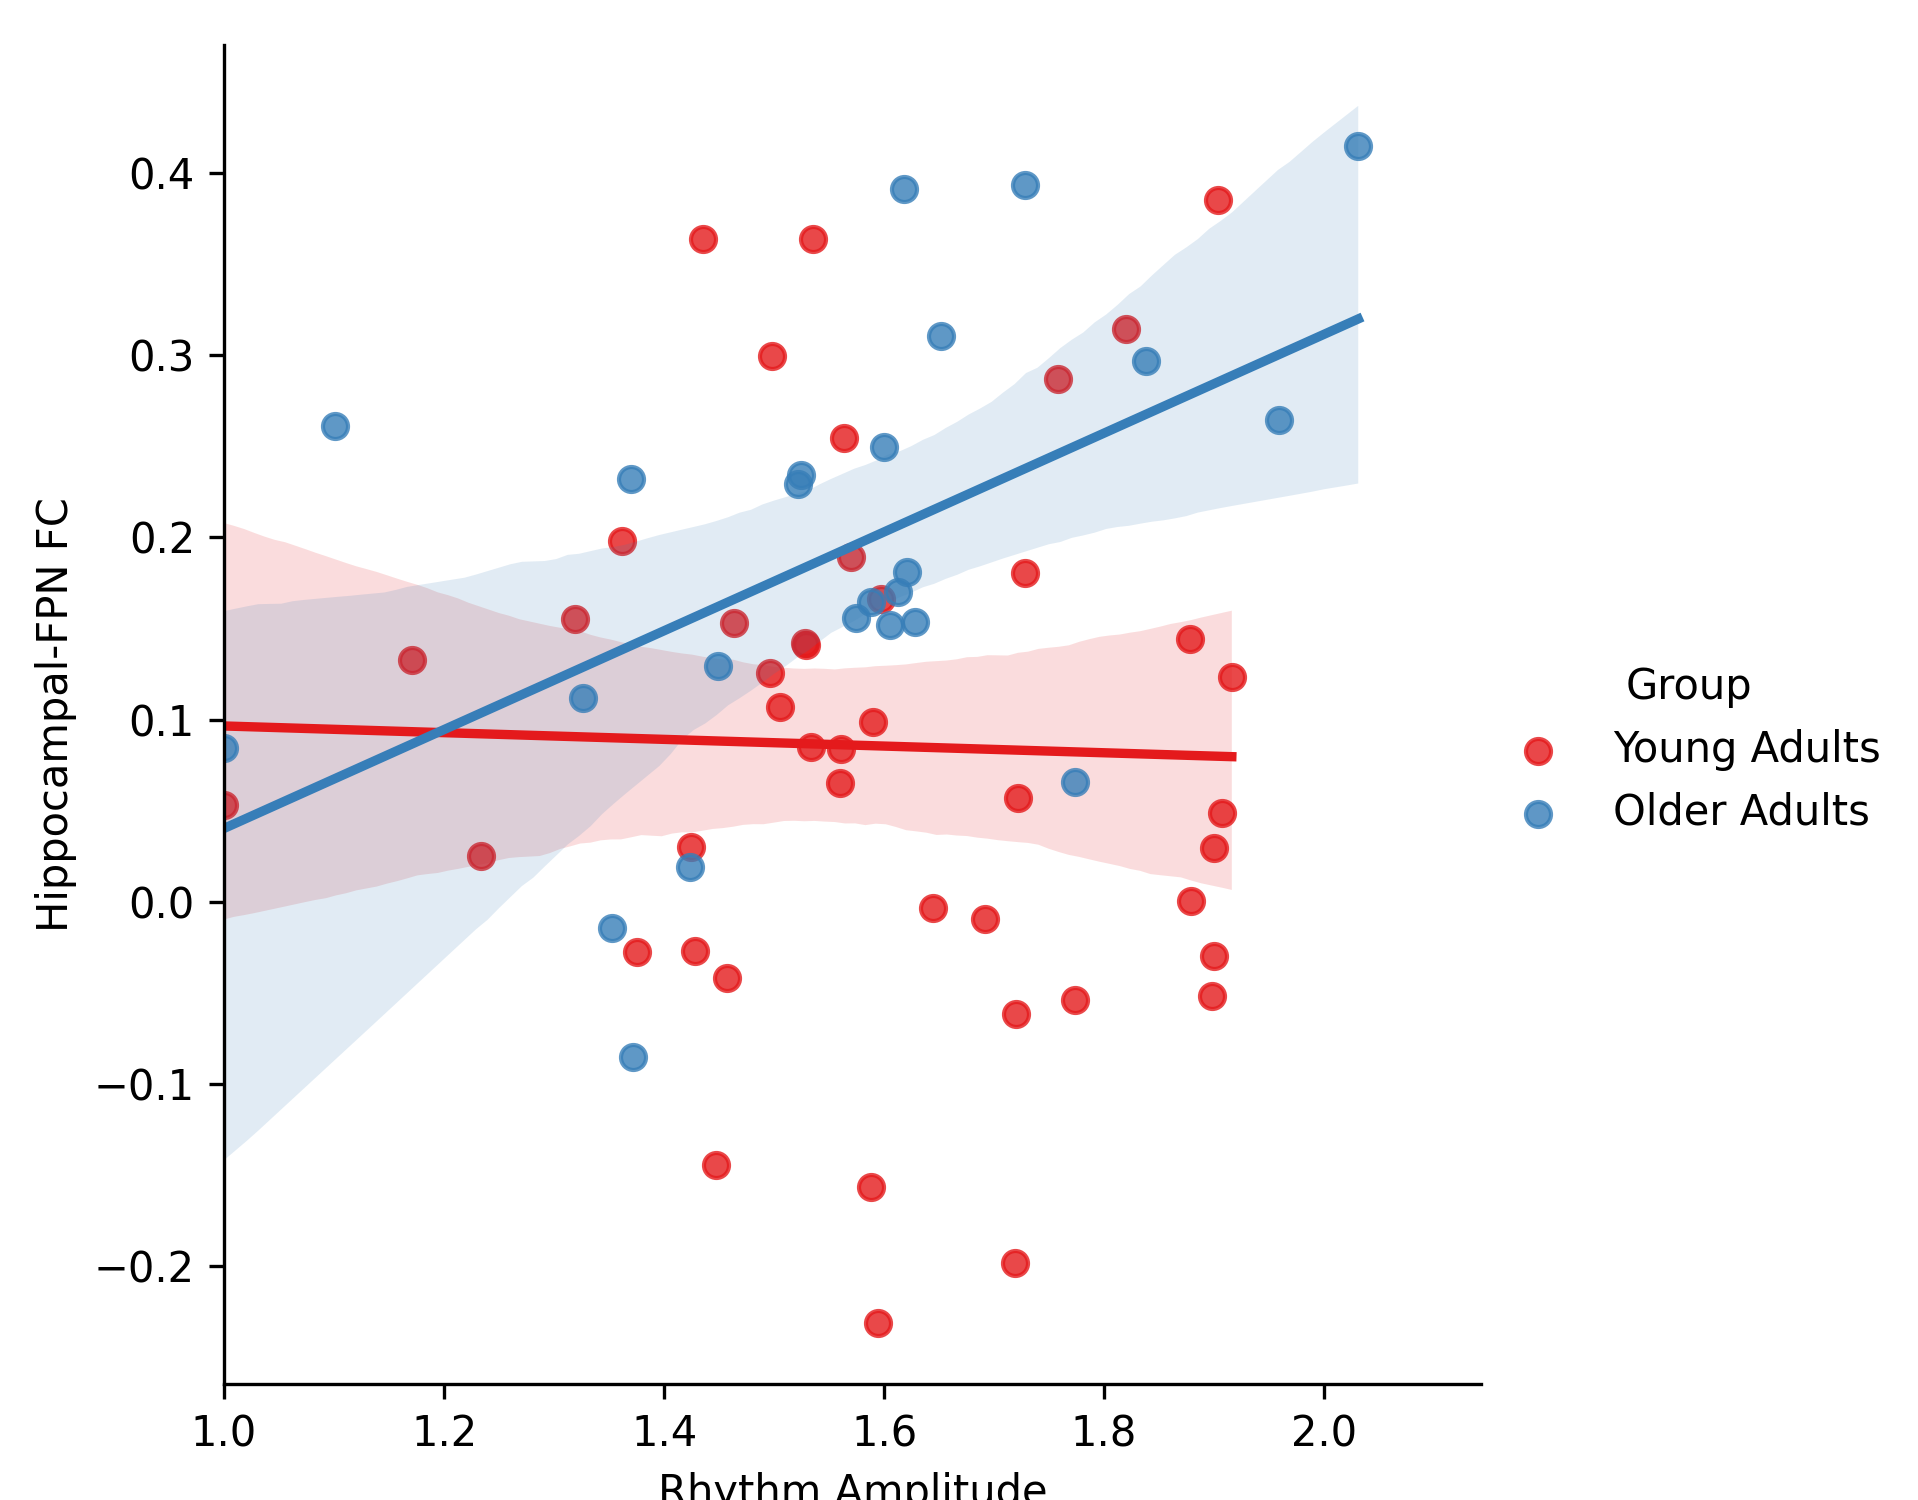 0.4
0.3
0.2
0.1
0.0
−0.1
−0.2
Hippocampal-FPN FC
1.0 1.2 1.4 1.6 1.8 2.0
Rhythm Amplitude
Group
Young Adults
Older Adults